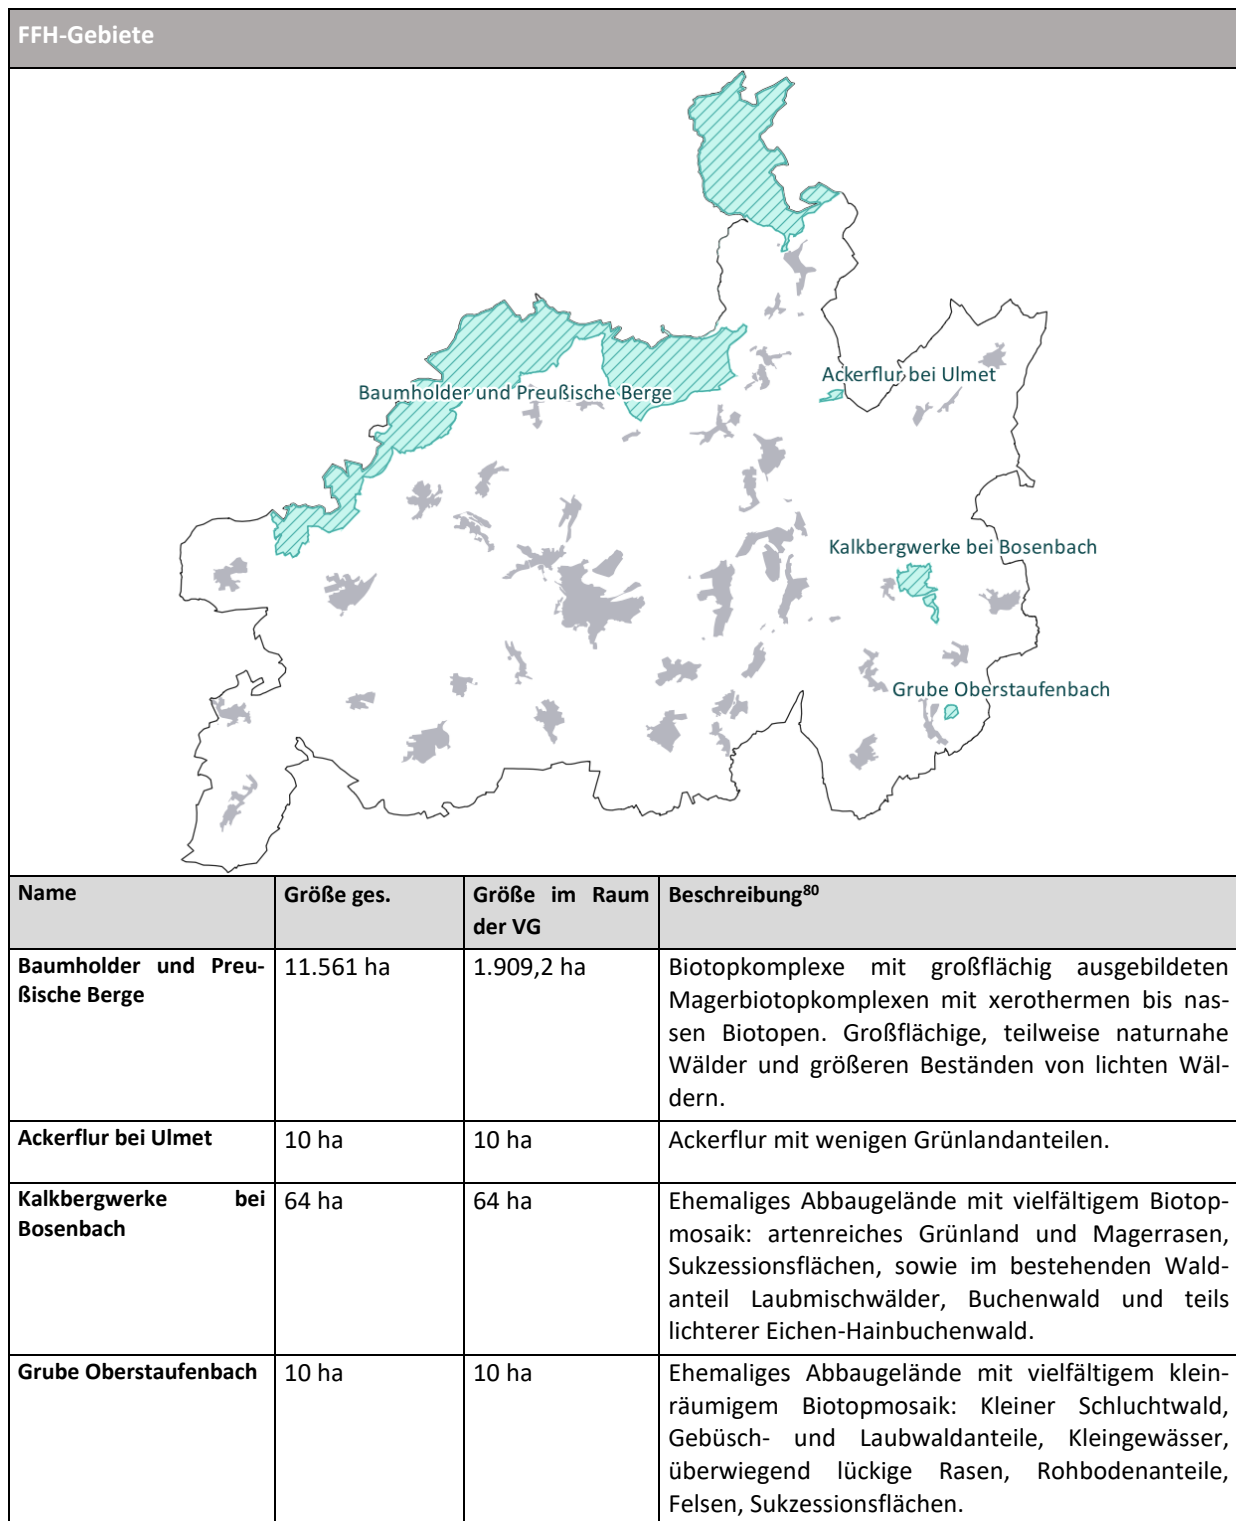 FFH-Gebiete
Baumholder und Preußische Berge
Ackerflur bei Ulmet
Kalkbergwerke bei Bosenbach
Grube Oberstaufenbach
Name
Größe ges.
Größe im Raum
der VG
Beschreibung80
Baumholder und Preu-
ßische Berge
11.561 ha
1.909,2 ha
Biotopkomplexe mit großflächig ausgebildeten
Magerbiotopkomplexen mit xerothermen bis nas-
sen Biotopen. Großflächige, teilweise naturnahe
Wälder und größeren Beständen von lichten Wäl-
dern.
Ackerflur bei Ulmet
10 ha
10 ha
Ackerflur mit wenigen Grünlandanteilen.
Kalkbergwerke bei
Bosenbach
64 ha
64 ha
Ehemaliges Abbaugelände mit vielfältigem Biotop-
mosaik: artenreiches Grünland und Magerrasen,
Sukzessionsflächen, sowie im bestehenden Wald-
anteil Laubmischwälder, Buchenwald und teils
lichterer Eichen-Hainbuchenwald.
Grube Oberstaufenbach
10 ha
10 ha
Ehemaliges Abbaugelände mit vielfältigem klein-
räumigem Biotopmosaik: Kleiner Schluchtwald,
Gebüsch- und Laubwaldanteile, Kleingewässer,
überwiegend lückige Rasen, Rohbodenanteile,
Felsen, Sukzessionsflächen.